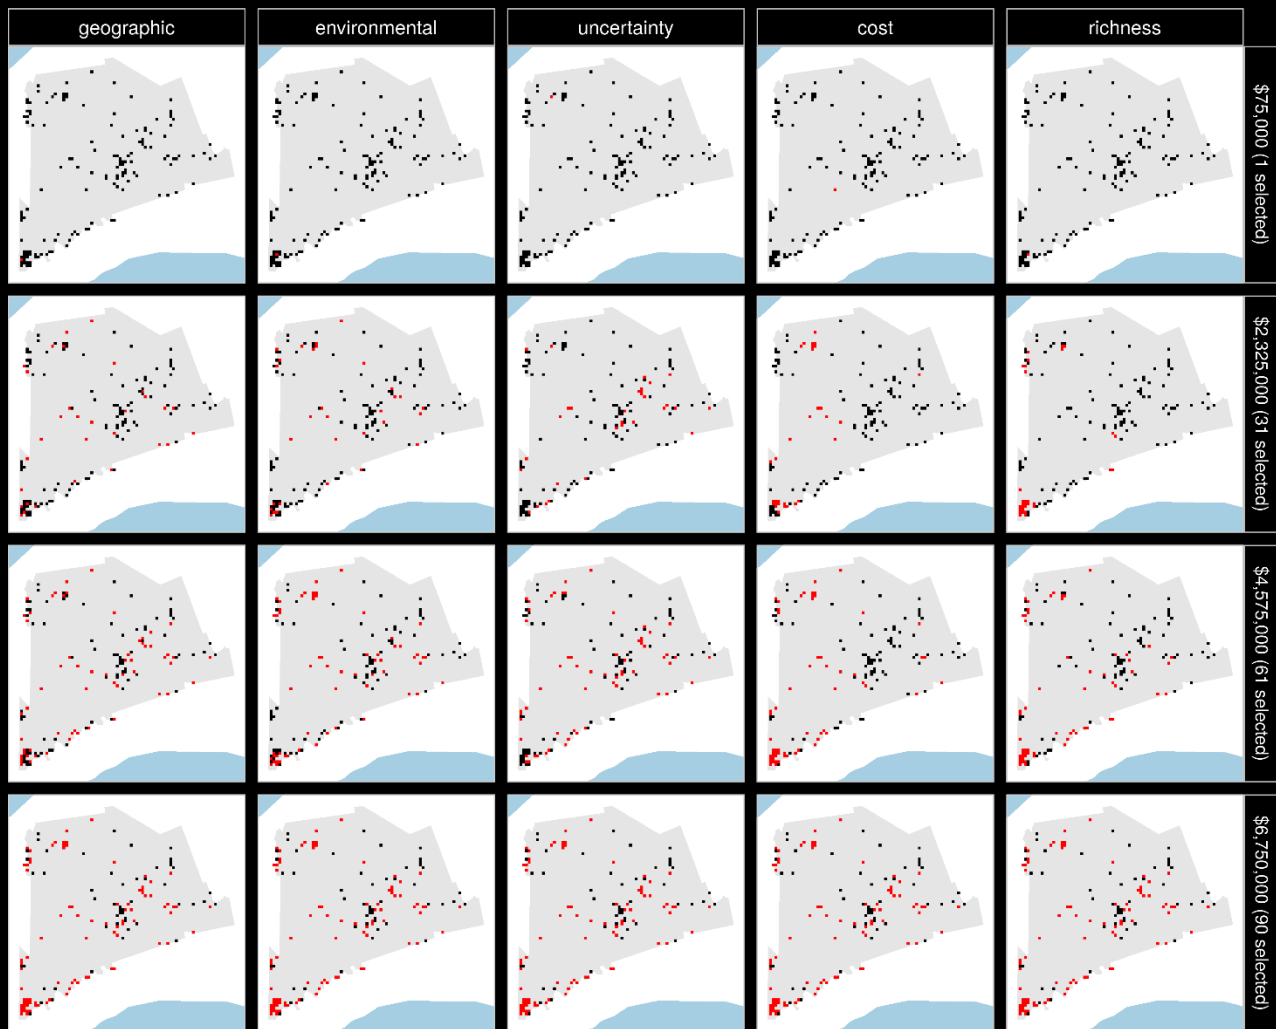 geographic
environmental
uncertainty
cost
richness
$75,000 (1 selected)
$2,325,000 (31 selected)
$4,575,000 (61 selected)
$6,750,000 (90 selected)